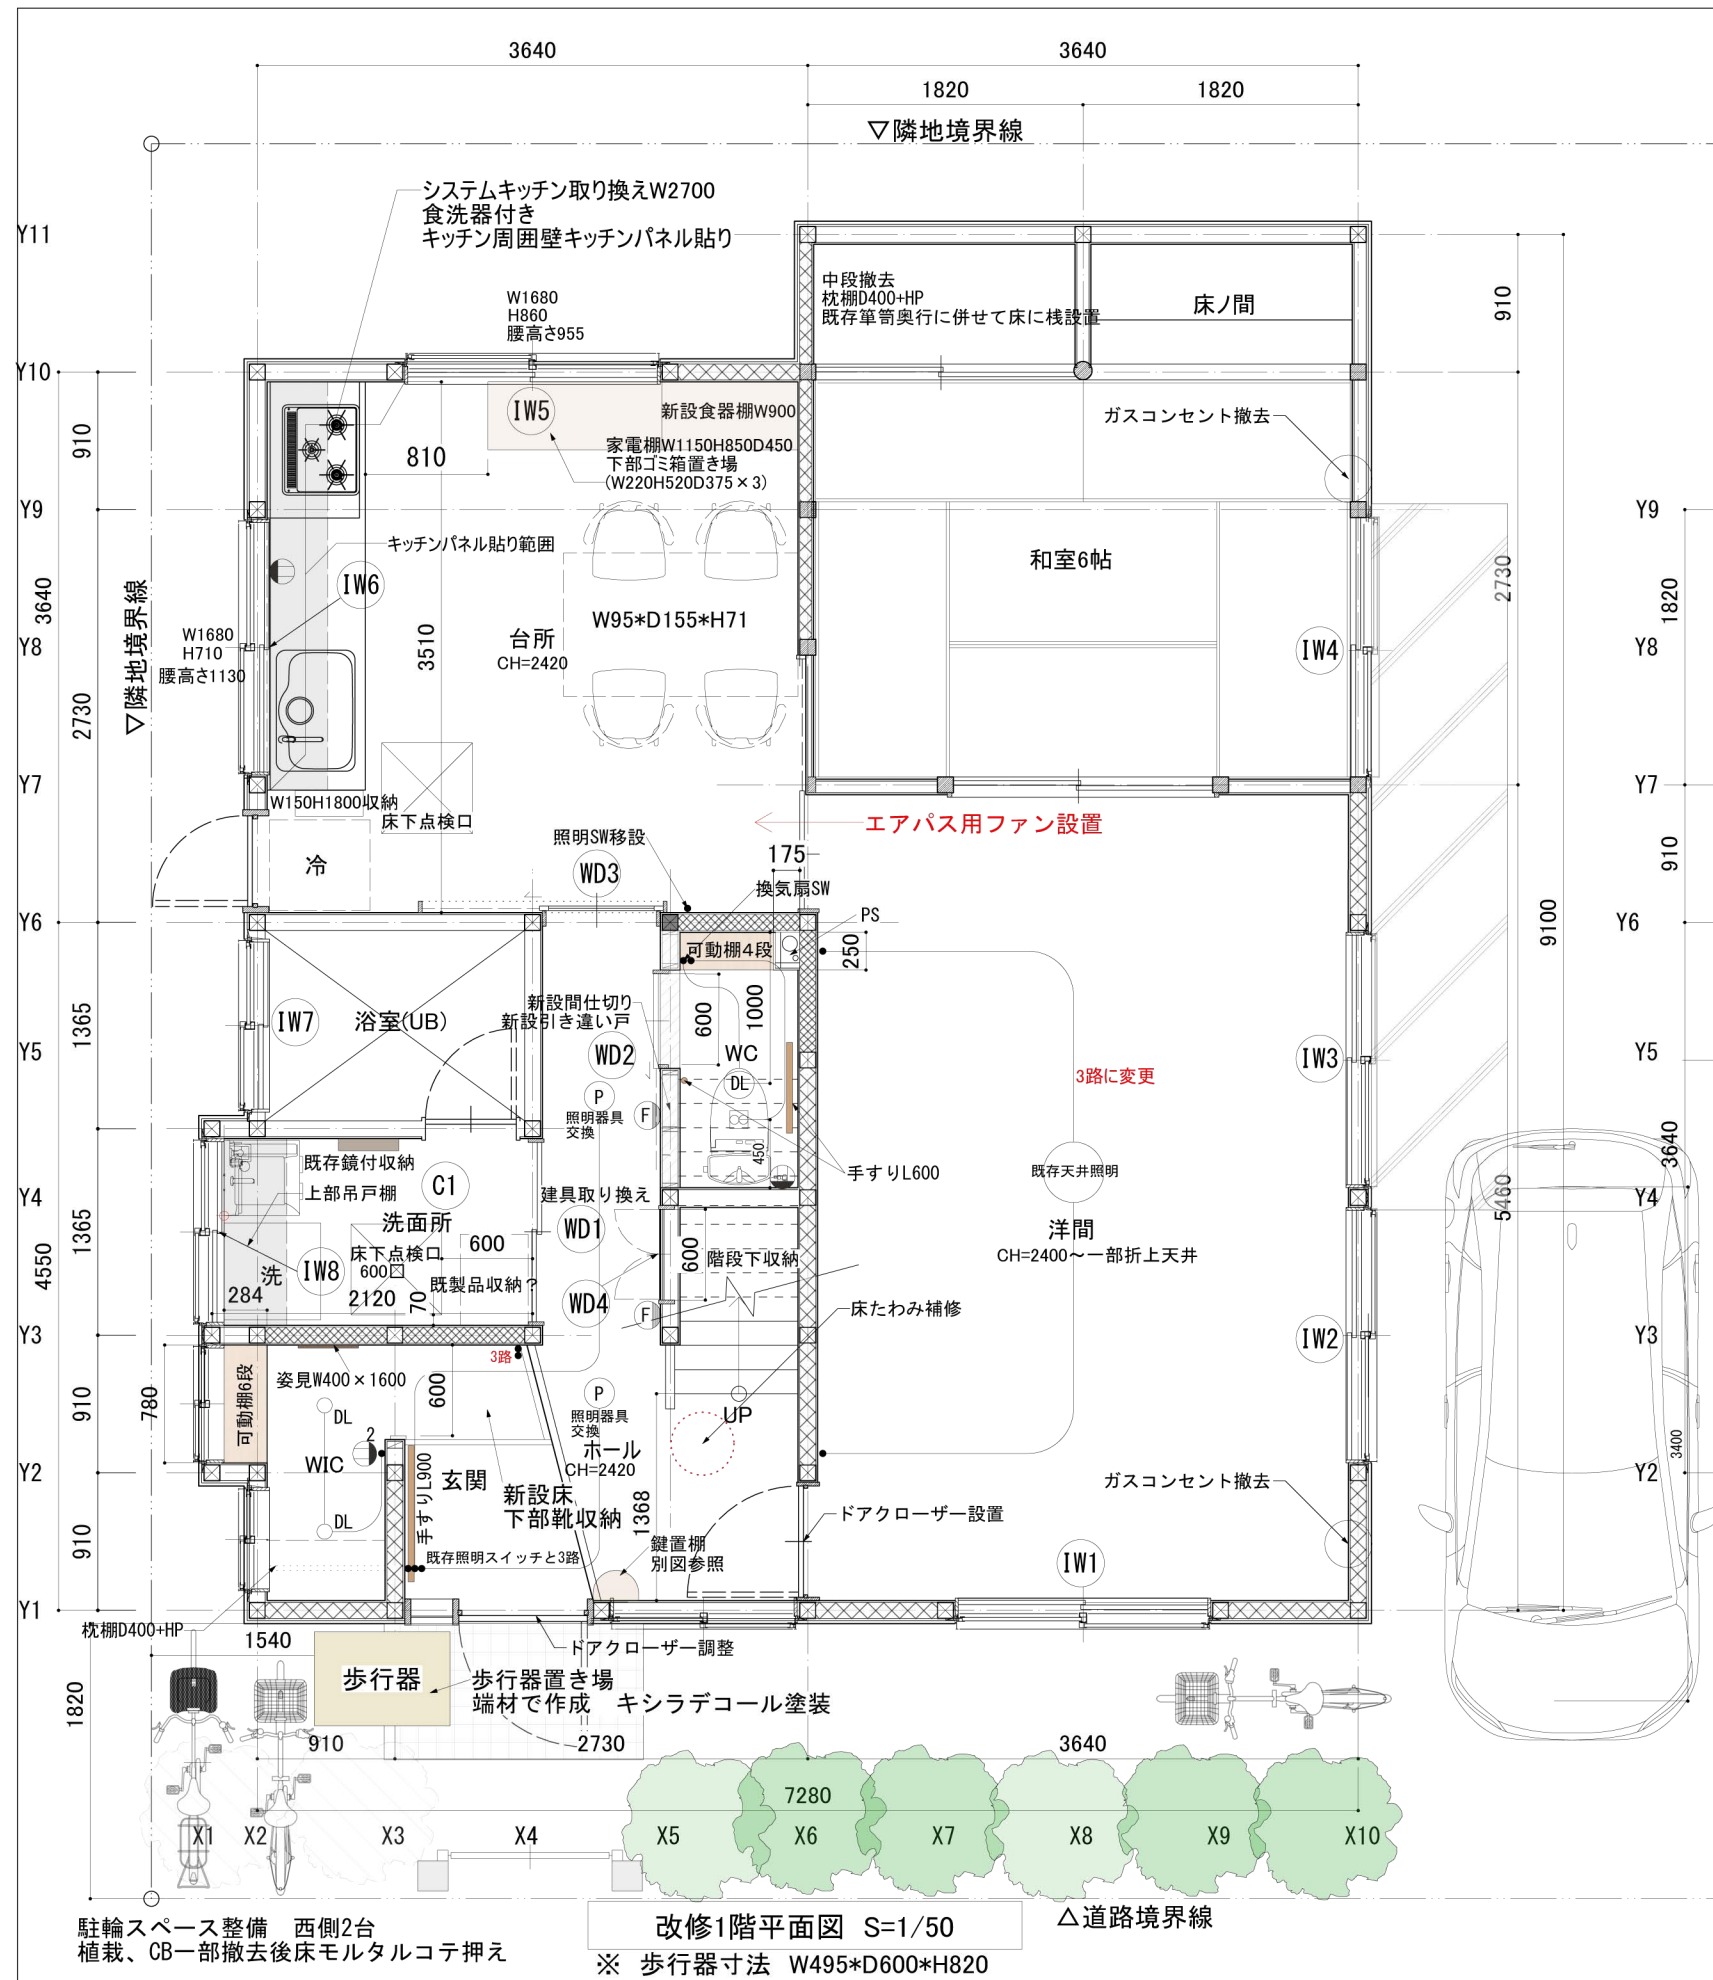 3640
3640
1820
1820
▽隣地境界線
システムキッチン取り換えW2700
食洗器付き
キッチン周囲壁キッチンパネル貼り
Y11
中段撤去
枕棚D400+HP
既存箪笥奥行に併せて床に桟設置
床ノ間
910
W1680
H860
腰高さ955
Y10
IW5
新設食器棚W900
ガスコンセント撤去
910
810
家電棚W1150H850D450
下部ゴミ箱置き場
(W220H520D375×3)
Y9
Y9
キッチンパネル貼り範囲
和室6帖
IW6
2730
3640
1820
▽隣地境界線
W1680
H710
腰高さ1130
3510
台所
CH=2420
W95*D155*H71
Y8
IW4
Y8
2730
Y7
Y7
W150H1800収納
床下点検口
エアパス用ファン設置
照明SW移設
175
冷
WD3
換気扇SW
910
9100
PS
Y6
Y6
可動棚4段
250
新設間仕切り
新設引き違い戸
600
1000
1365
IW7
浴室(UB)
WD2
WC
Y5
IW3
Y5
DL
3路に変更
P
照明器具
交換
F
450
既存鏡付収納
手すりL600
既存天井照明
3640
Y4
上部吊戸棚
C1
建具取り換え
5460
Y4
洗面所
WD1
洋間
CH=2400～一部折上天井
1365
4550
床下点検口
600
600
600
階段下収納
洗
IW8
既製品収納?
284
2120
70
WD4
F
床たわみ補修
Y3
IW2
Y3
3路
姿見W400×1600
600
780
910
可動棚6段
DL
P
照明器具
交換
UP
2
ホール
CH=2420
3400
Y2
WIC
玄関
手すりL900
新設床
下部靴収納
1368
ガスコンセント撤去
Y2
DL
ドアクローザー設置
910
既存照明スイッチと3路
鍵置棚
別図参照
IW1
Y1
Y1
枕棚D400+HP
1540
ドアクローザー調整
歩行器
歩行器置き場
端材で作成　キシラデコール塗装
1820
910
2730
3640
7280
X1
X2
X3
X4
X5
X6
X7
X8
X9
X10
駐輪スペース整備　西側2台
植栽、CB一部撤去後床モルタルコテ押え
改修1階平面図 S=1/50
△道路境界線
※ 歩行器寸法 W495*D600*H820